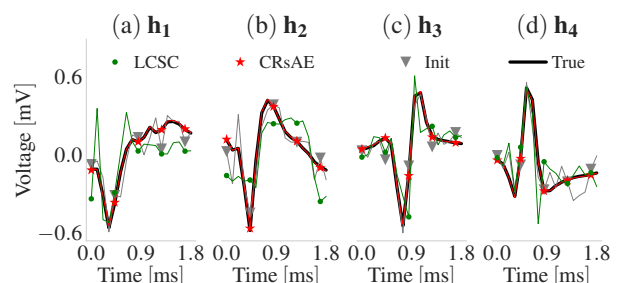 (a) h₁ (b) h₂ (c) h₃ (d) h₄
LCSC CRsAE Init True
Voltage [mV]
0.6
0.0
−0.6
0.0 0.9 1.8 0.0 0.9 1.8 0.0 0.9 1.8 0.0 0.9 1.8
Time [ms] Time [ms] Time [ms] Time [ms]